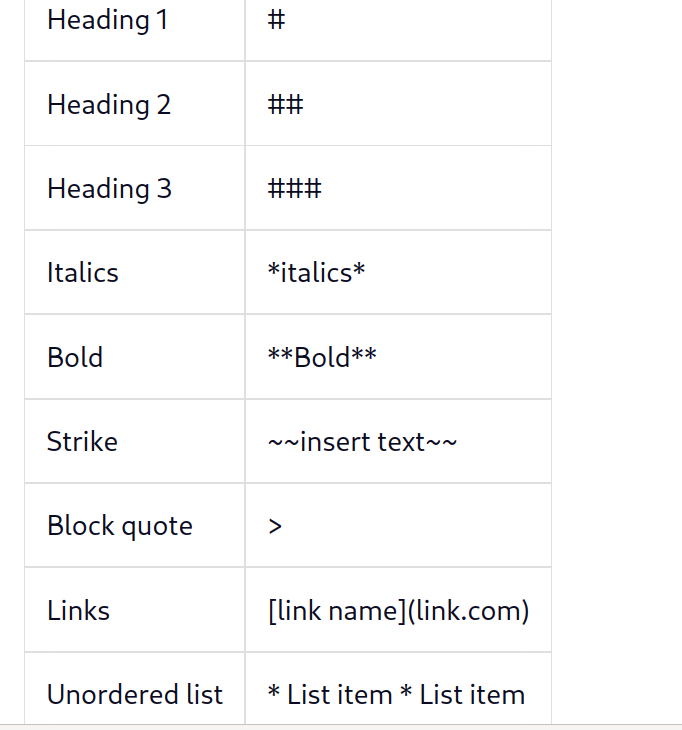 Heading 1 #
Heading 2 ##
Heading 3 ###
Italics *italics*
Bold **Bold**
Strike ~~insert text~~
Block quote >
Links [link name](link.com)
Unordered list * List item * List item